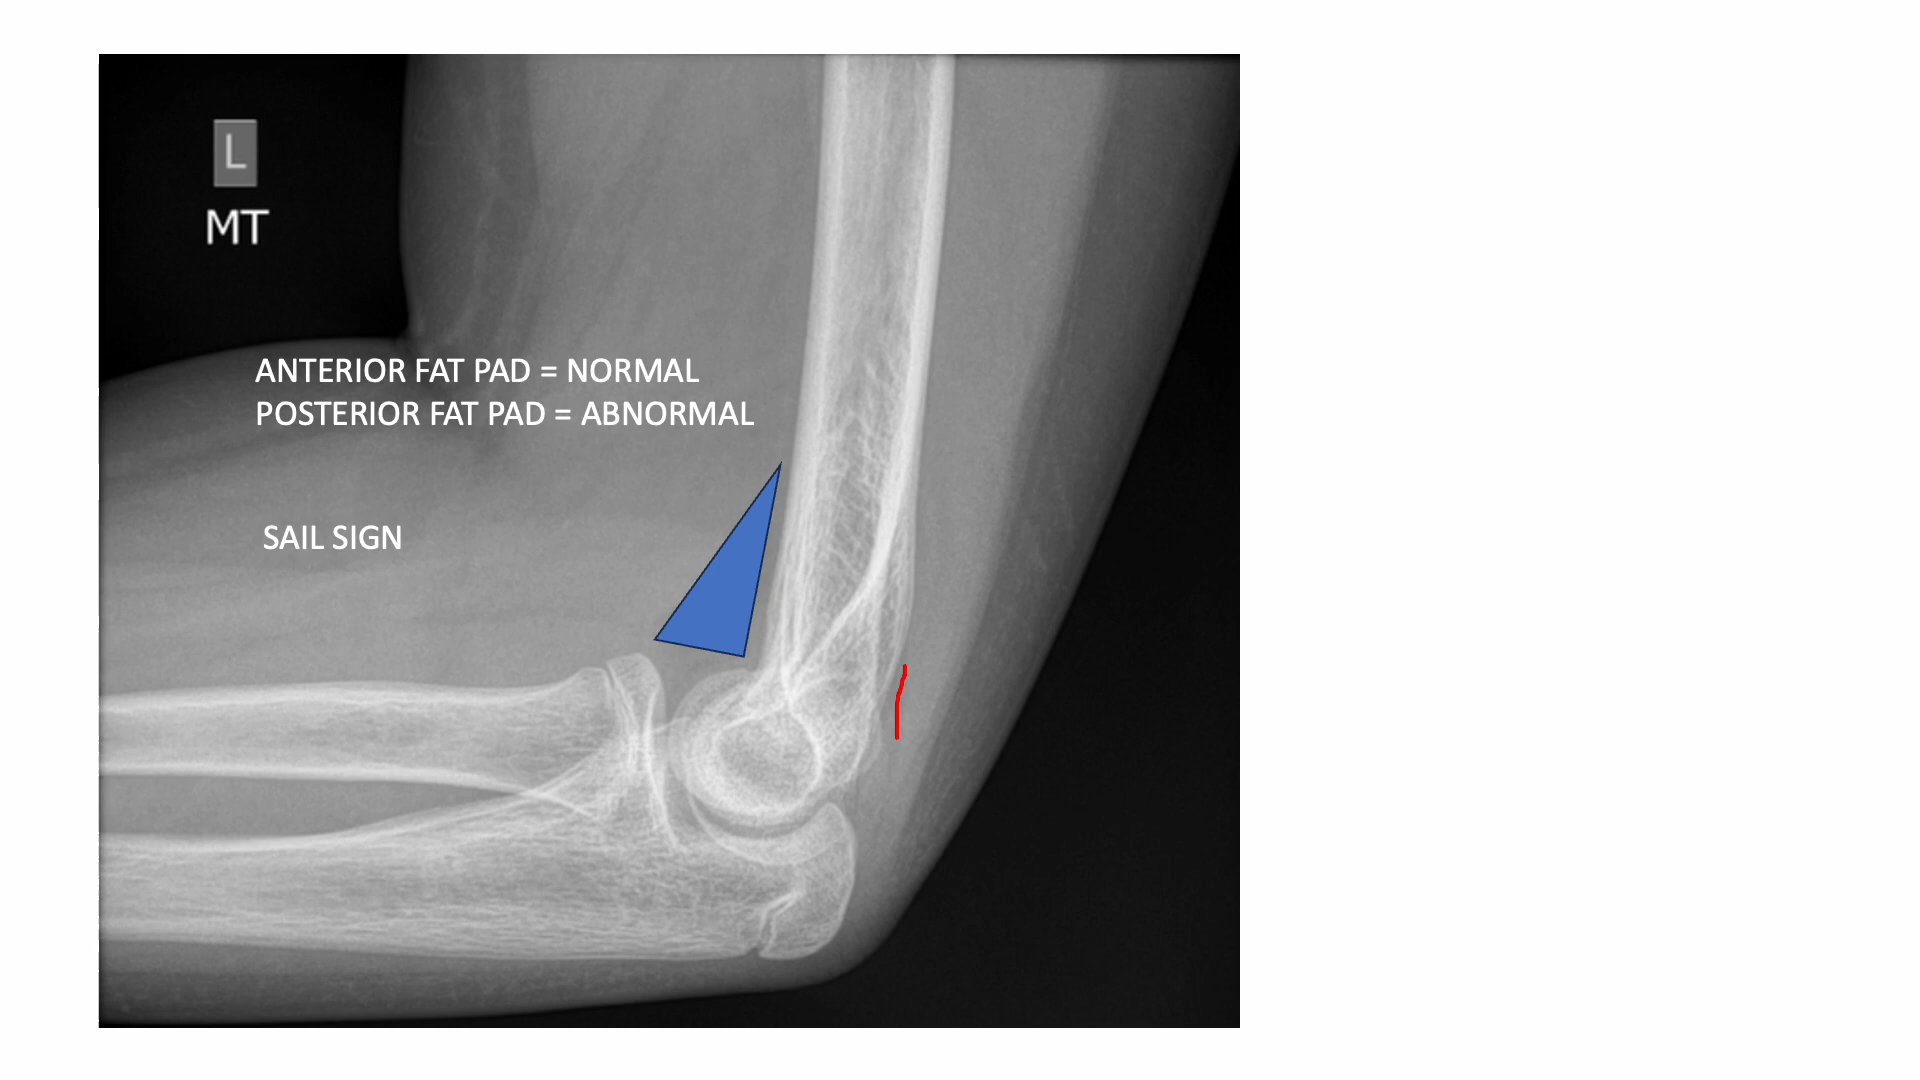 L
MT
ANTERIOR FAT PAD = NORMAL
POSTERIOR FAT PAD = ABNORMAL
SAIL SIGN